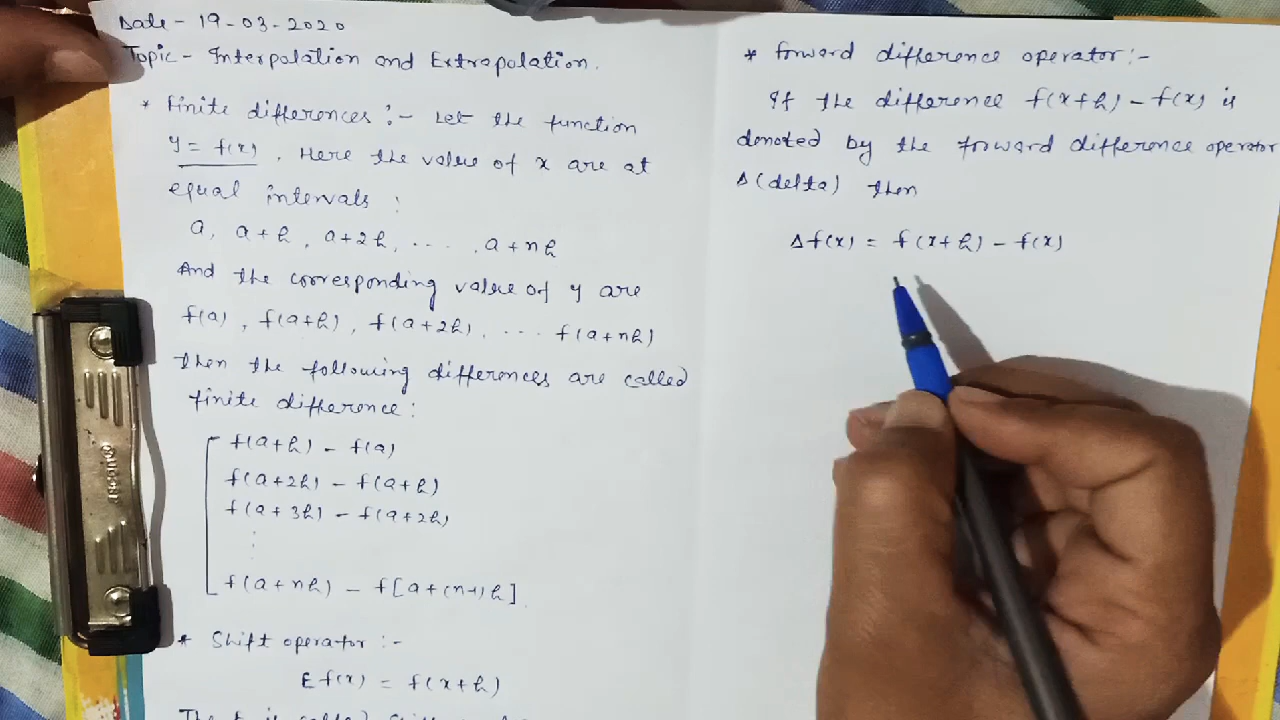 Date - 19-03-2020
Topic - Interpolation and Extrapolation.
* Finite differences :- Let the function
y = f(x). Here the value of x are at
equal intervals :
a, a+h, a+2h, .... , a+nh
And the corresponding value of y are
f(a), f(a+h), f(a+2h), ... f(a+nh)
then the following differences are called
finite difference :
f(a+h) - f(a)
f(a+2h) - f(a+h)
f(a+3h) - f(a+2h)
⋮
f(a+nh) - f[a+(n-1)h].
* Shift operator :-
E f(x) = f(x+h)
The E is called
* Forward difference operator :-
If the difference f(x+h) - f(x) is
denoted by the forward difference operator
Δ(delta) then
Δf(x) = f(x+h) - f(x)